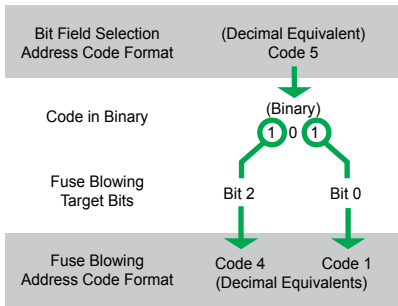 Bit Field Selection
Address Code Format
(Decimal Equivalent)
Code 5
Code in Binary
(Binary)
1 0 1
Fuse Blowing
Target Bits
Bit 2
Bit 0
Fuse Blowing
Address Code Format
Code 4
Code 1
(Decimal Equivalents)